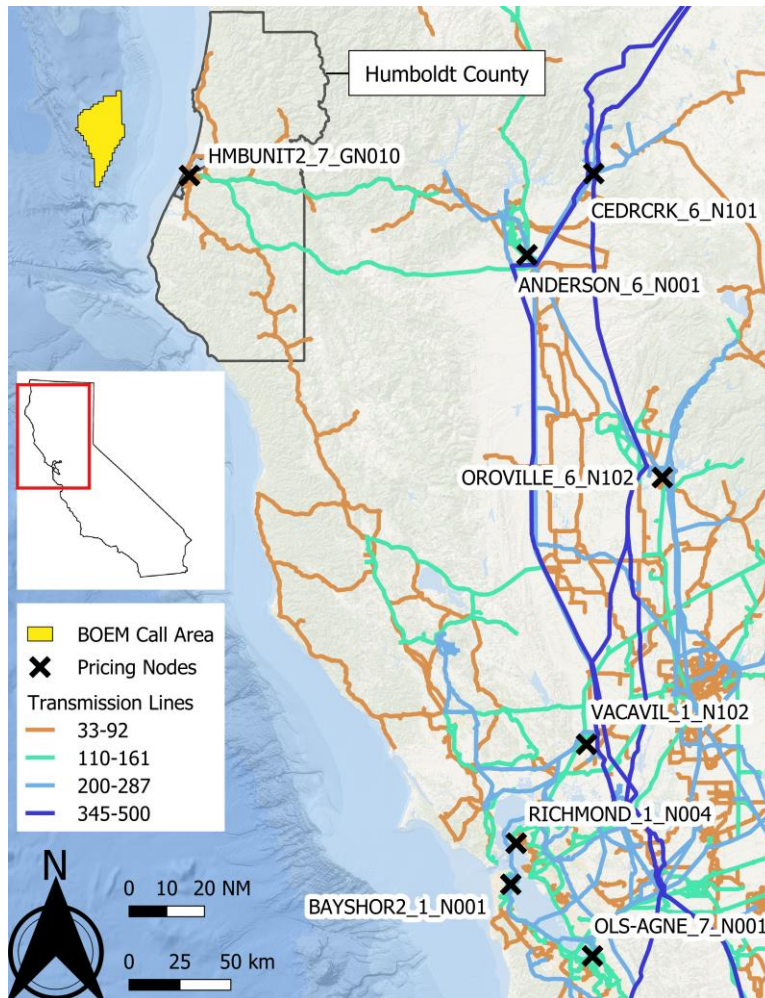 Humboldt County
HMBUNIT2_7_GN010
CEDRCRK_6_N101
ANDERSON_6_N001
OROVILLE_6_N102
BOEM Call Area
Pricing Nodes
Transmission Lines
33-92
110-161
200-287
345-500
VACAVIL_1_N102
RICHMOND_1_N004
BAYSHOR2_1_N001
OLS-AGNE_7_N001
N
0 10 20 NM
0 25 50 km